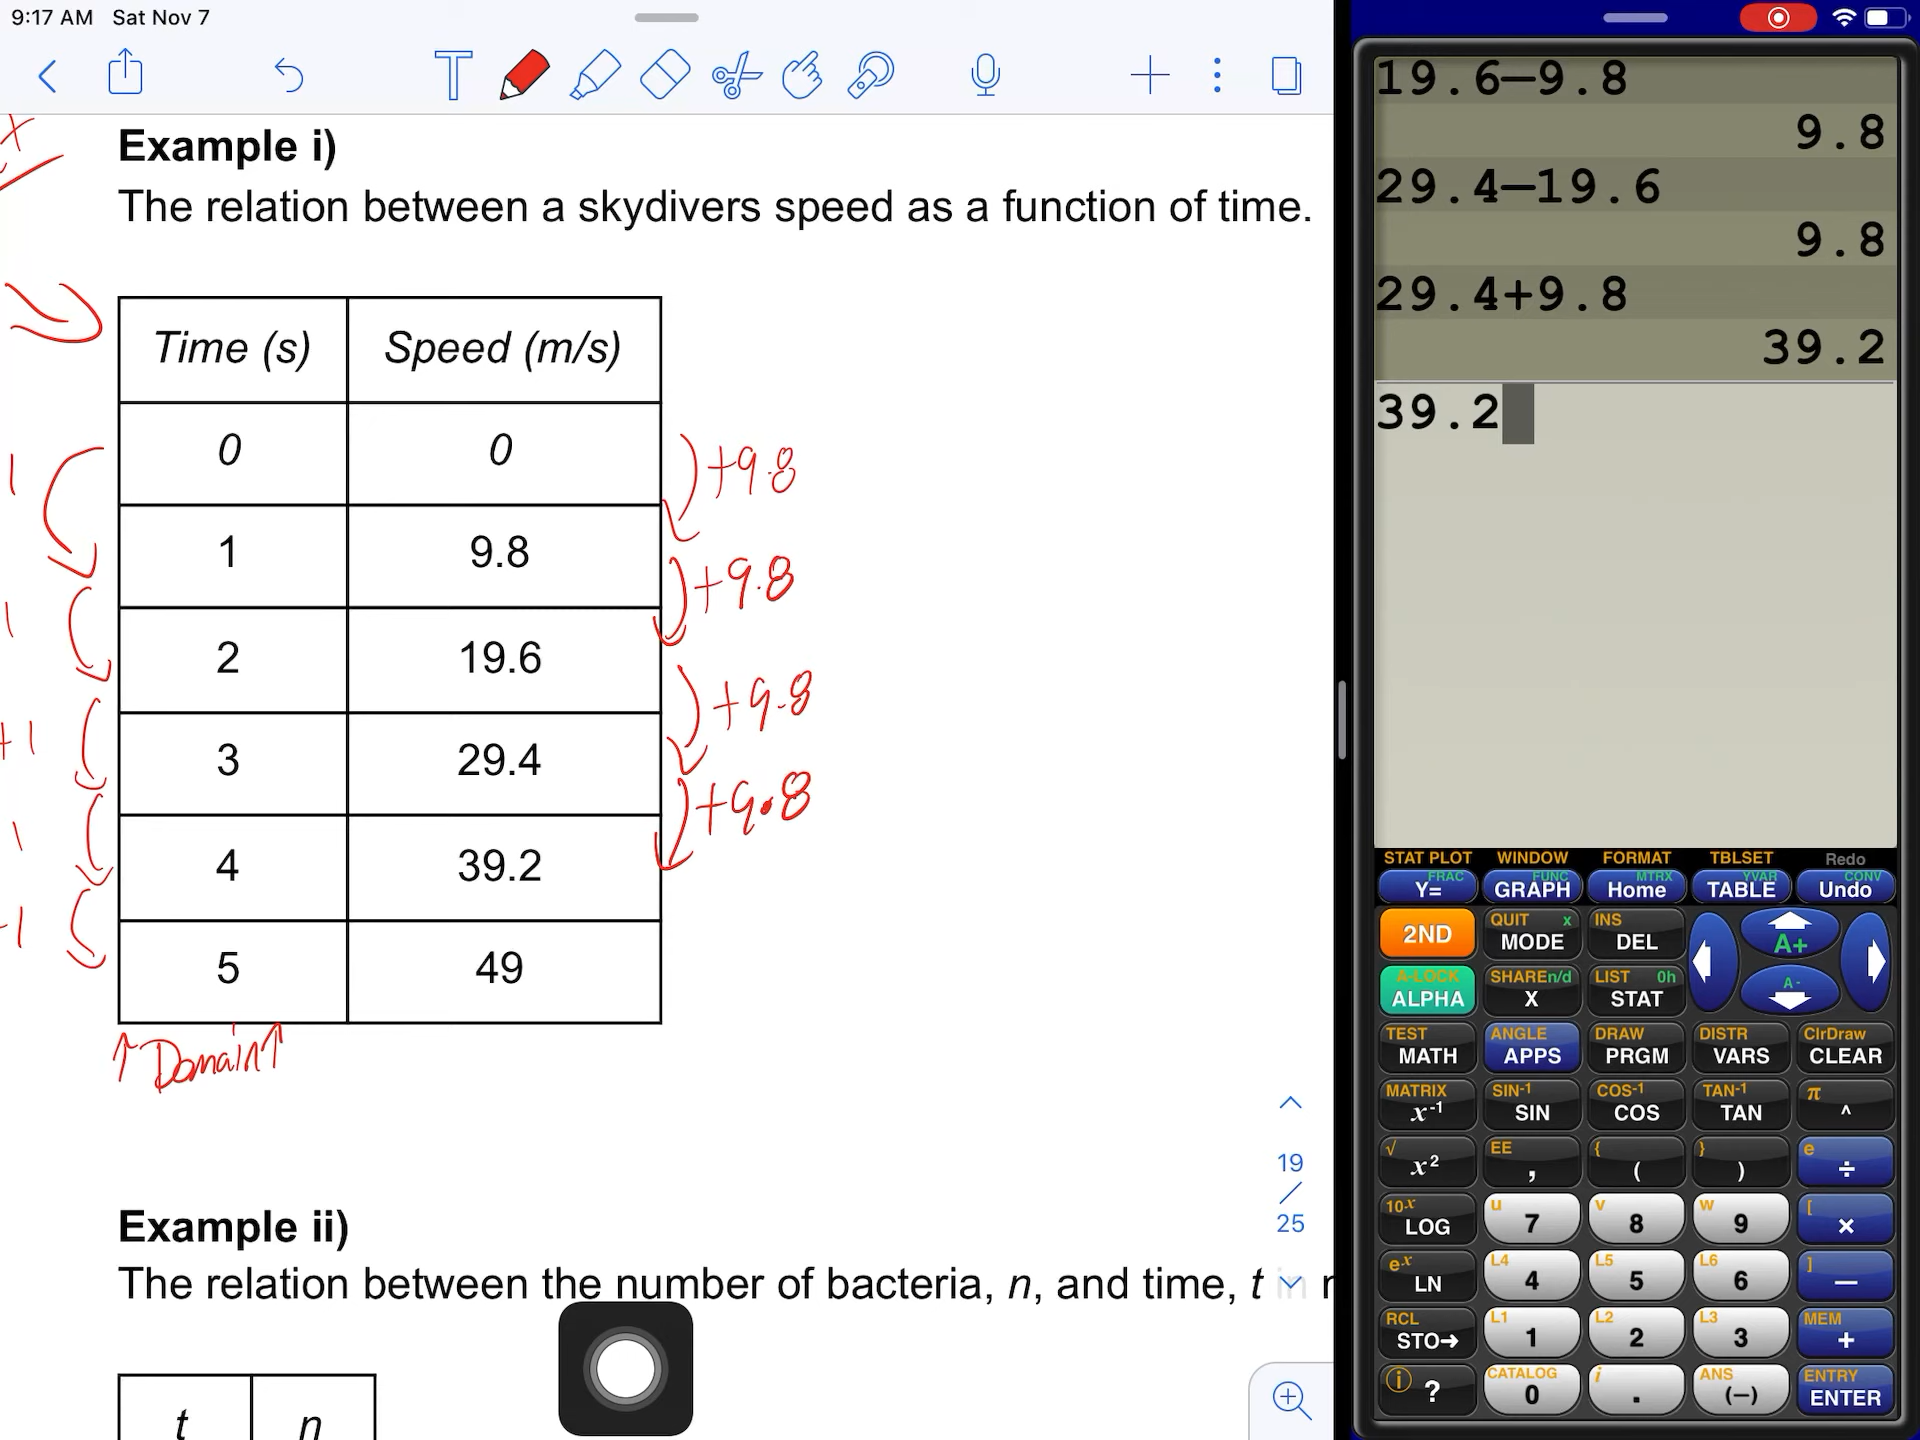 9:17 AM Sat Nov 7
Example i)
The relation between a skydivers speed as a function of time.
Time (s) Speed (m/s)
0 0
1 9.8
2 19.6
3 29.4
4 39.2
5 49
1
1
+1
1
-1
+9.8
+9.8
+9.8
+9.8
↑ Domain ↑
19
/
25
Example ii)
The relation between the number of bacteria, n, and time, t in
t n
19.6−9.8
9.8
29.4−19.6
9.8
29.4+9.8
39.2
39.2
STAT PLOT WINDOW FORMAT TBLSET Redo
FRAC FUNC MTRX YVAR CONV
Y= GRAPH Home TABLE Undo
QUIT x INS
2ND MODE DEL A+
A-LOCK SHARE n/d LIST 0h A-
ALPHA X STAT
TEST ANGLE DRAW DISTR ClrDraw
MATH APPS PRGM VARS CLEAR
MATRIX SIN-1 COS-1 TAN-1 π
x-1 SIN COS TAN ^
√ EE { } e
x2 , ( ) ÷
10x u v w [
LOG 7 8 9 ×
ex L4 L5 L6 ]
LN 4 5 6 −
RCL L1 L2 L3 MEM
STO→ 1 2 3 +
i CATALOG i ANS ENTRY
? 0 . (−) ENTER